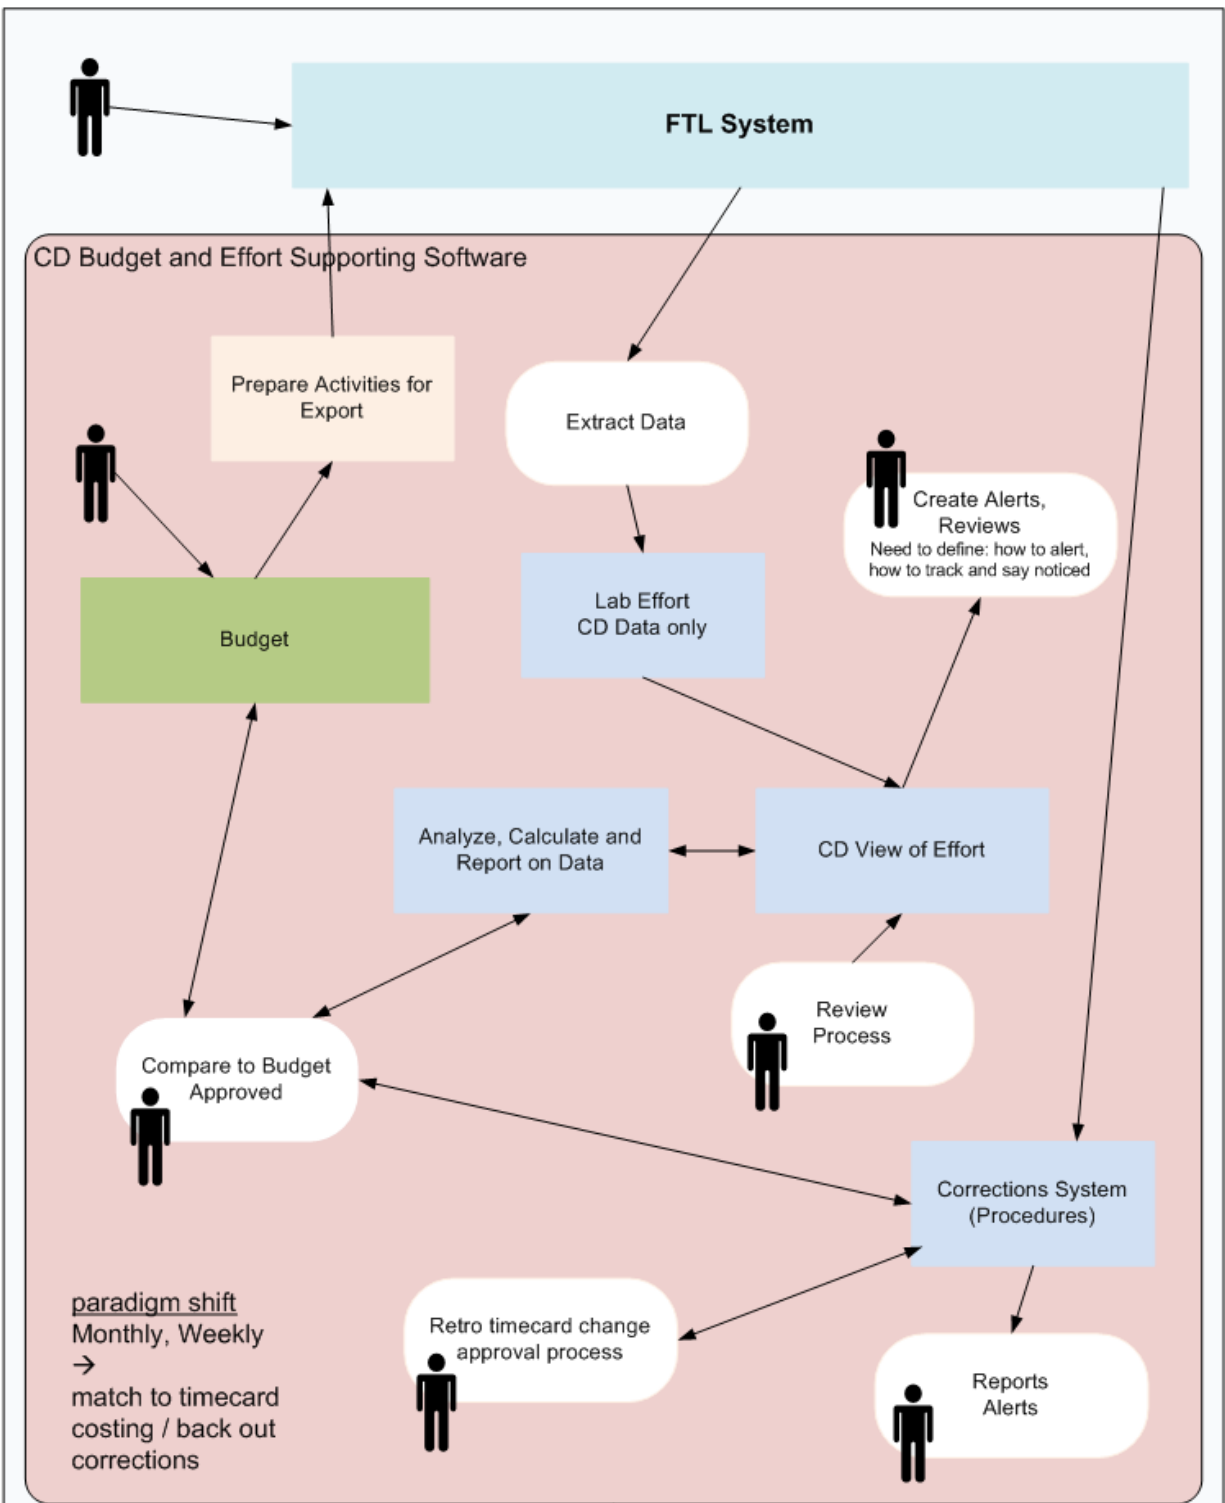 FTL System
CD Budget and Effort Supporting Software
Prepare Activities for
Export
Extract Data
Create Alerts,
Reviews
Need to define: how to alert,
how to track and say noticed
Lab Effort
CD Data only
Budget
Analyze, Calculate and
Report on Data
CD View of Effort
Review
Process
Compare to Budget
Approved
Corrections System
(Procedures)
Retro timecard change
approval process
Reports
Alerts
paradigm shift
Monthly, Weekly
→
match to timecard
costing / back out
corrections